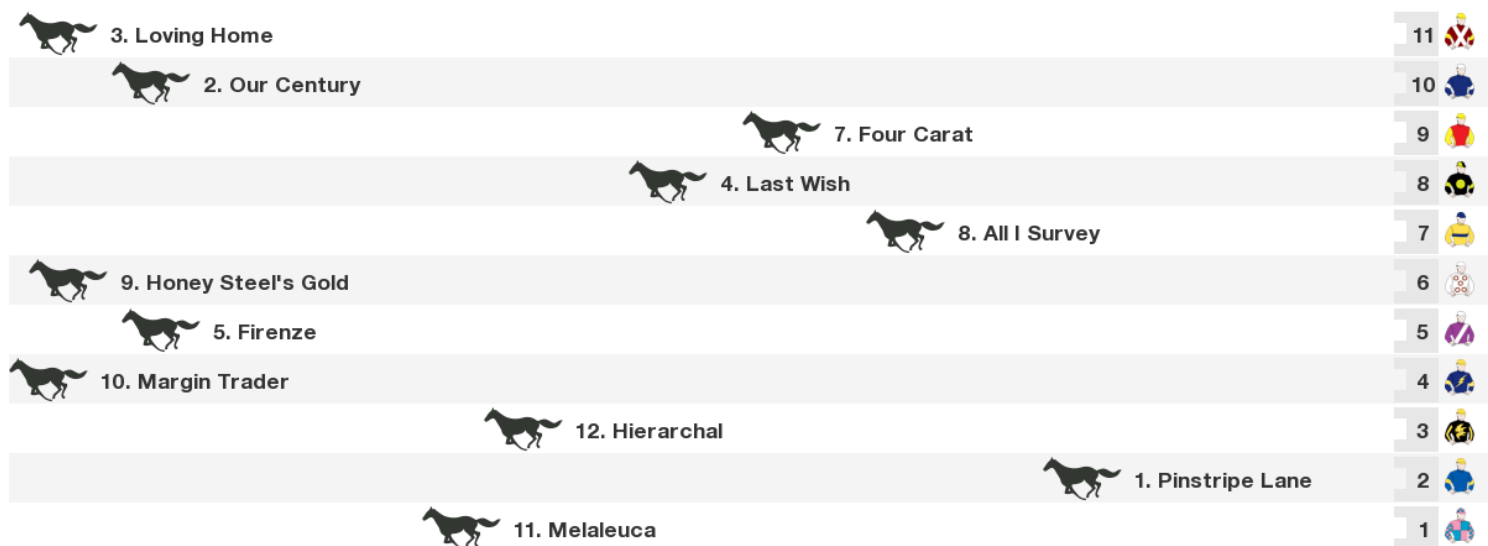 3. Loving Home 11
2. Our Century 10
7. Four Carat 9
4. Last Wish 8
8. All I Survey 7
9. Honey Steel's Gold 6
5. Firenze 5
10. Margin Trader 4
12. Hierarchal 3
1. Pinstripe Lane 2
11. Melaleuca 1